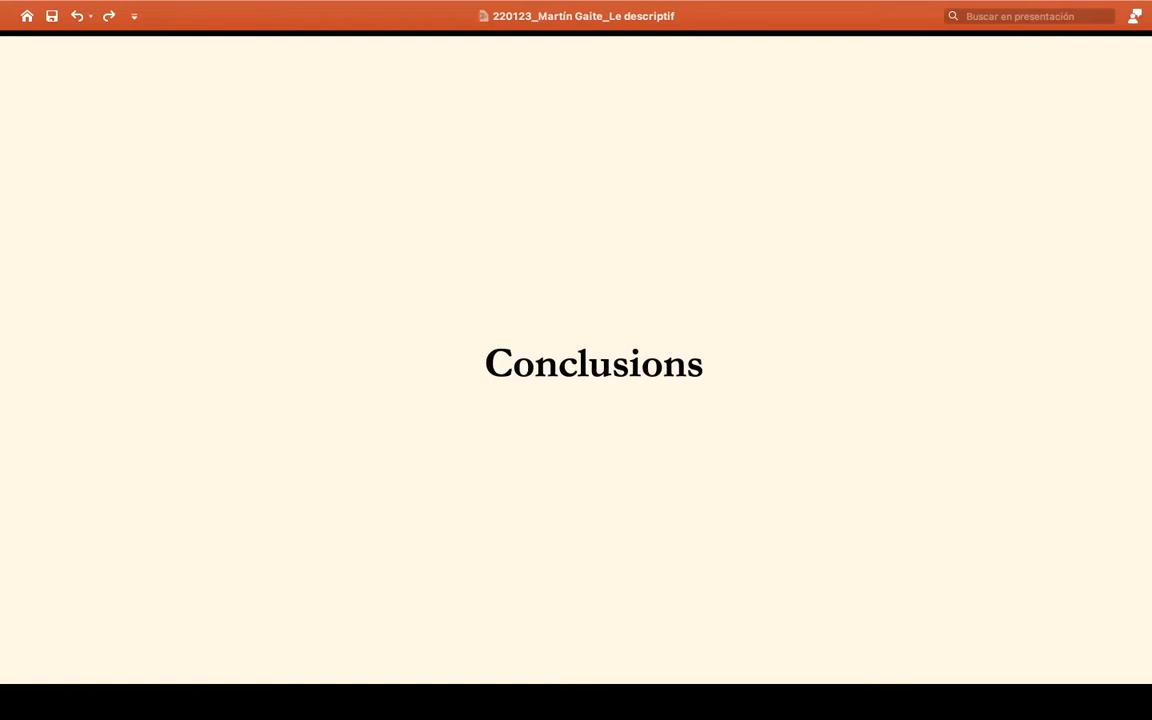 220123_Martín Gaite_Le descriptif
Buscar en presentación
Conclusions